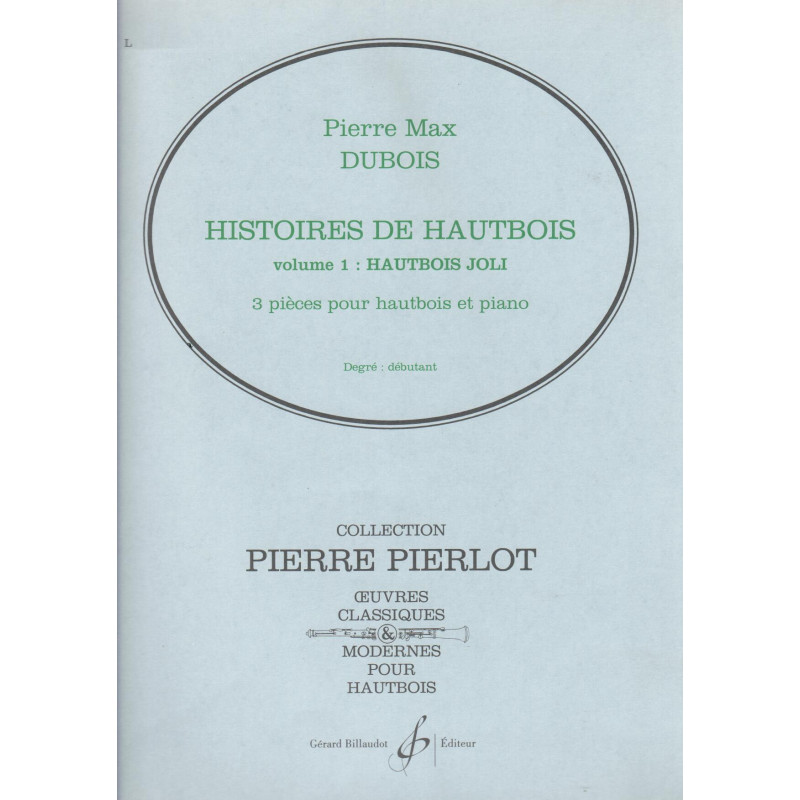 L
Pierre Max
DUBOIS
HISTOIRES DE HAUTBOIS
volume 1 : HAUTBOIS JOLI
3 pièces pour hautbois et piano
Degré : débutant
COLLECTION
PIERRE PIERLOT
ŒUVRES
CLASSIQUES
&
MODERNES
POUR
HAUTBOIS
Gérard Billaudot Éditeur